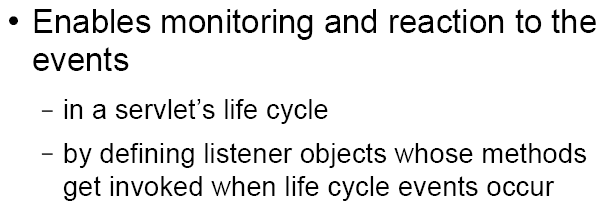 • Enables monitoring and reaction to the
events
– in a servlet's life cycle
– by defining listener objects whose methods
get invoked when life cycle events occur